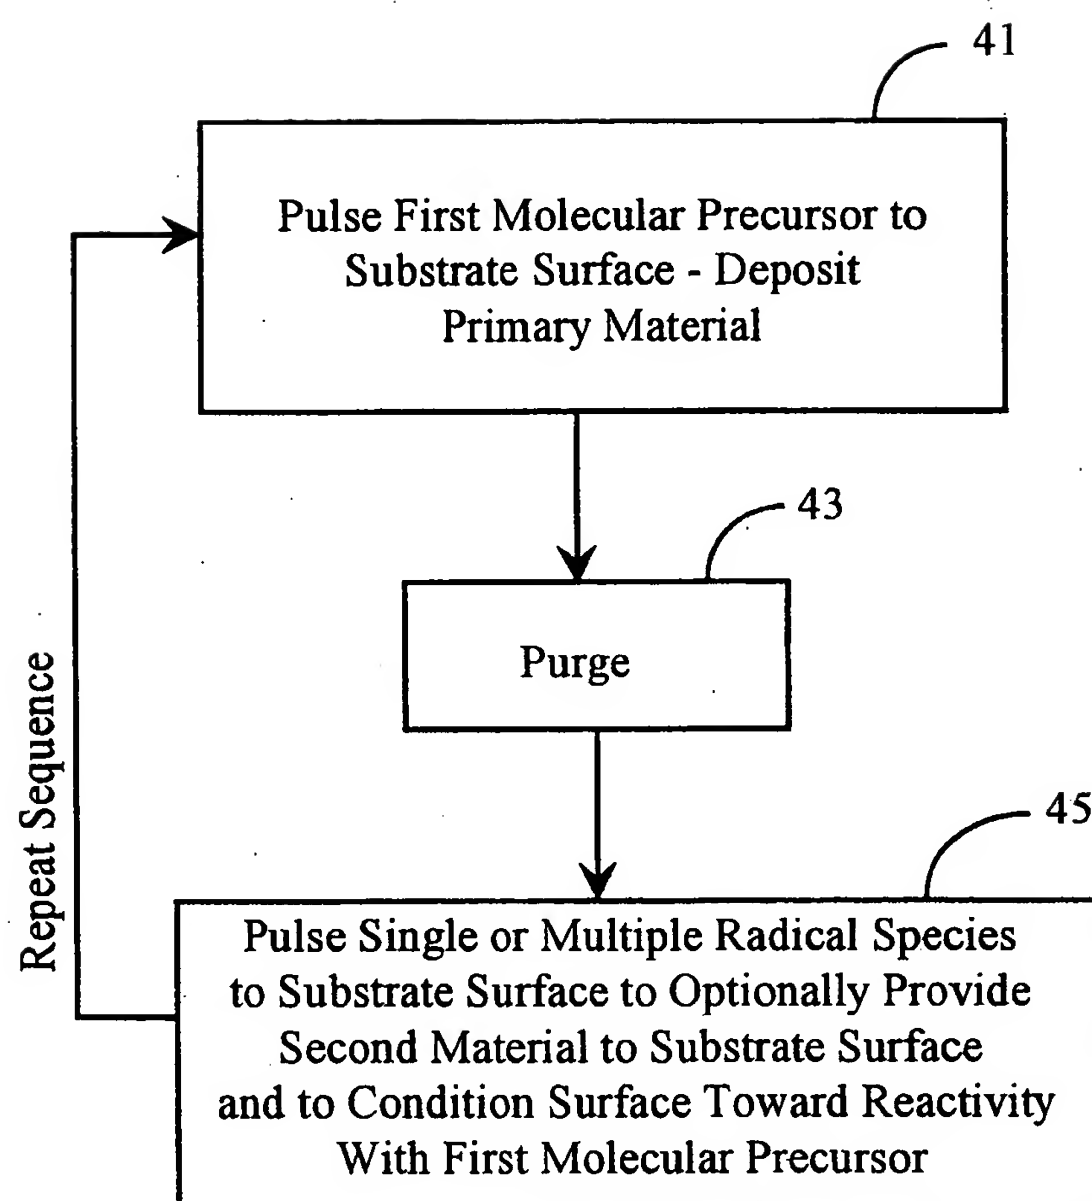 41
Pulse First Molecular Precursor to
Substrate Surface - Deposit
Primary Material
43
Purge
Repeat Sequence
45
Pulse Single or Multiple Radical Species
to Substrate Surface to Optionally Provide
Second Material to Substrate Surface
and to Condition Surface Toward Reactivity
With First Molecular Precursor